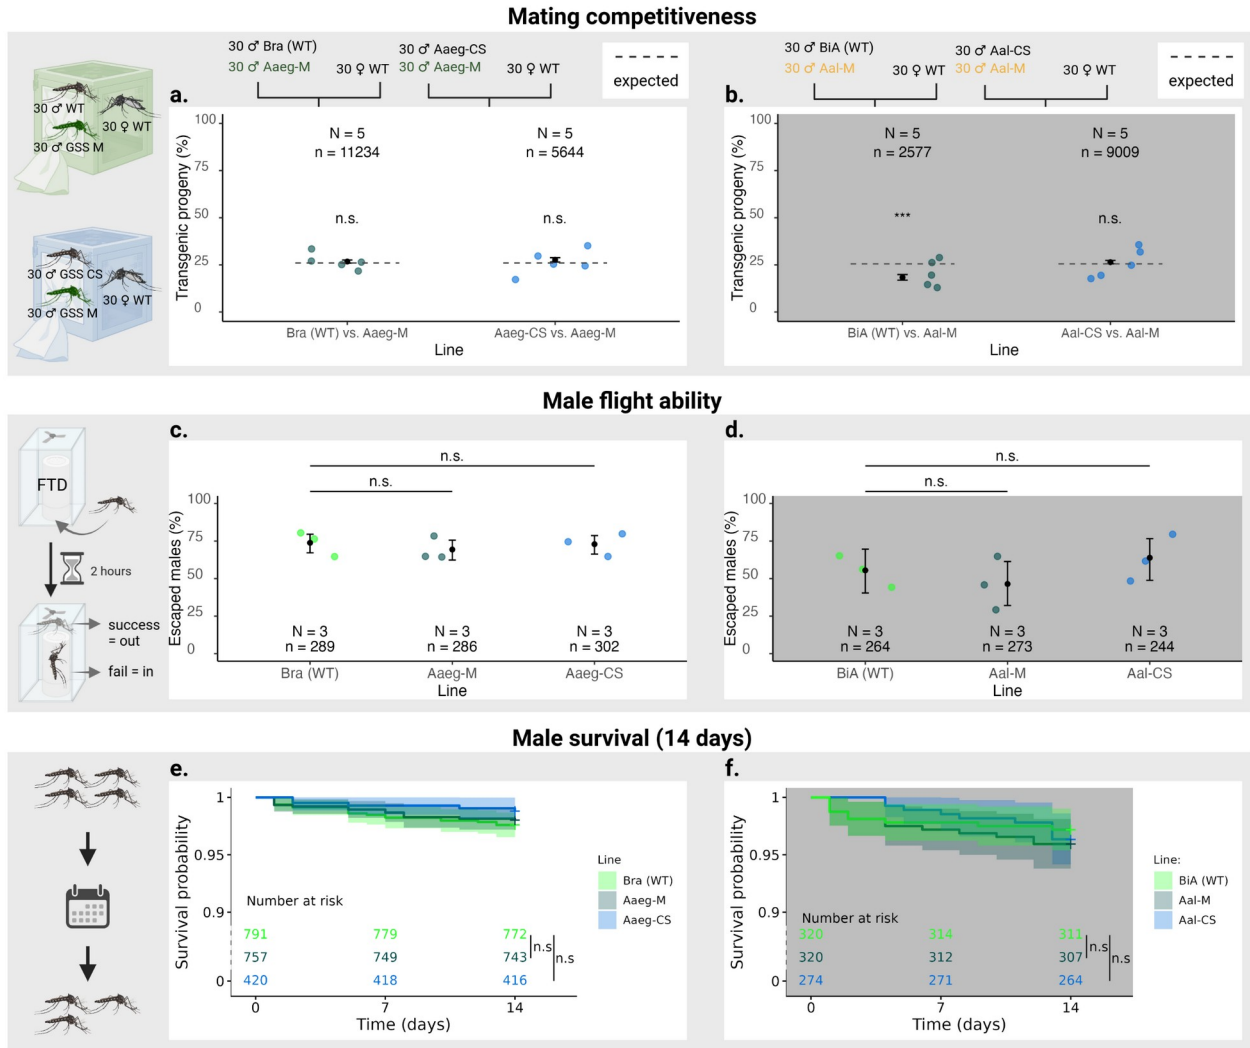 Mating competitiveness
30 ♂ WT
30 ♀ WT
30 ♂ GSS M
30 ♂ GSS CS
30 ♀ WT
30 ♂ GSS M
a.
30 ♂ Bra (WT)
30 ♂ Aaeg-M
30 ♀ WT
30 ♂ Aaeg-CS
30 ♂ Aaeg-M
30 ♀ WT
expected
Transgenic progeny (%)
100
75
50
25
0
N = 5
n = 11234
N = 5
n = 5644
n.s.
n.s.
Bra (WT) vs. Aaeg-M
Aaeg-CS vs. Aaeg-M
Line
b.
30 ♂ BiA (WT)
30 ♂ Aal-M
30 ♀ WT
30 ♂ Aal-CS
30 ♂ Aal-M
30 ♀ WT
expected
Transgenic progeny (%)
100
75
50
25
0
N = 5
n = 2577
N = 5
n = 9009
***
n.s.
BiA (WT) vs. Aal-M
Aal-CS vs. Aal-M
Line
Male flight ability
FTD
2 hours
success
= out
fail = in
c.
n.s.
n.s.
Escaped males (%)
100
75
50
25
0
N = 3
n = 289
N = 3
n = 286
N = 3
n = 302
Bra (WT)
Aaeg-M
Aaeg-CS
Line
d.
n.s.
n.s.
Escaped males (%)
100
75
50
25
0
N = 3
n = 264
N = 3
n = 273
N = 3
n = 244
BiA (WT)
Aal-M
Aal-CS
Line
Male survival (14 days)
e.
Survival probability
1
0.95
0.9
0
Number at risk
791 779 772
757 749 743
420 418 416
n.s
n.s
0 7 14
Time (days)
Line
Bra (WT)
Aaeg-M
Aaeg-CS
f.
Survival probability
1
0.95
0.9
0
Number at risk
320 314 311
320 312 307
274 271 264
n.s
n.s
0 7 14
Time (days)
Line:
BiA (WT)
Aal-M
Aal-CS